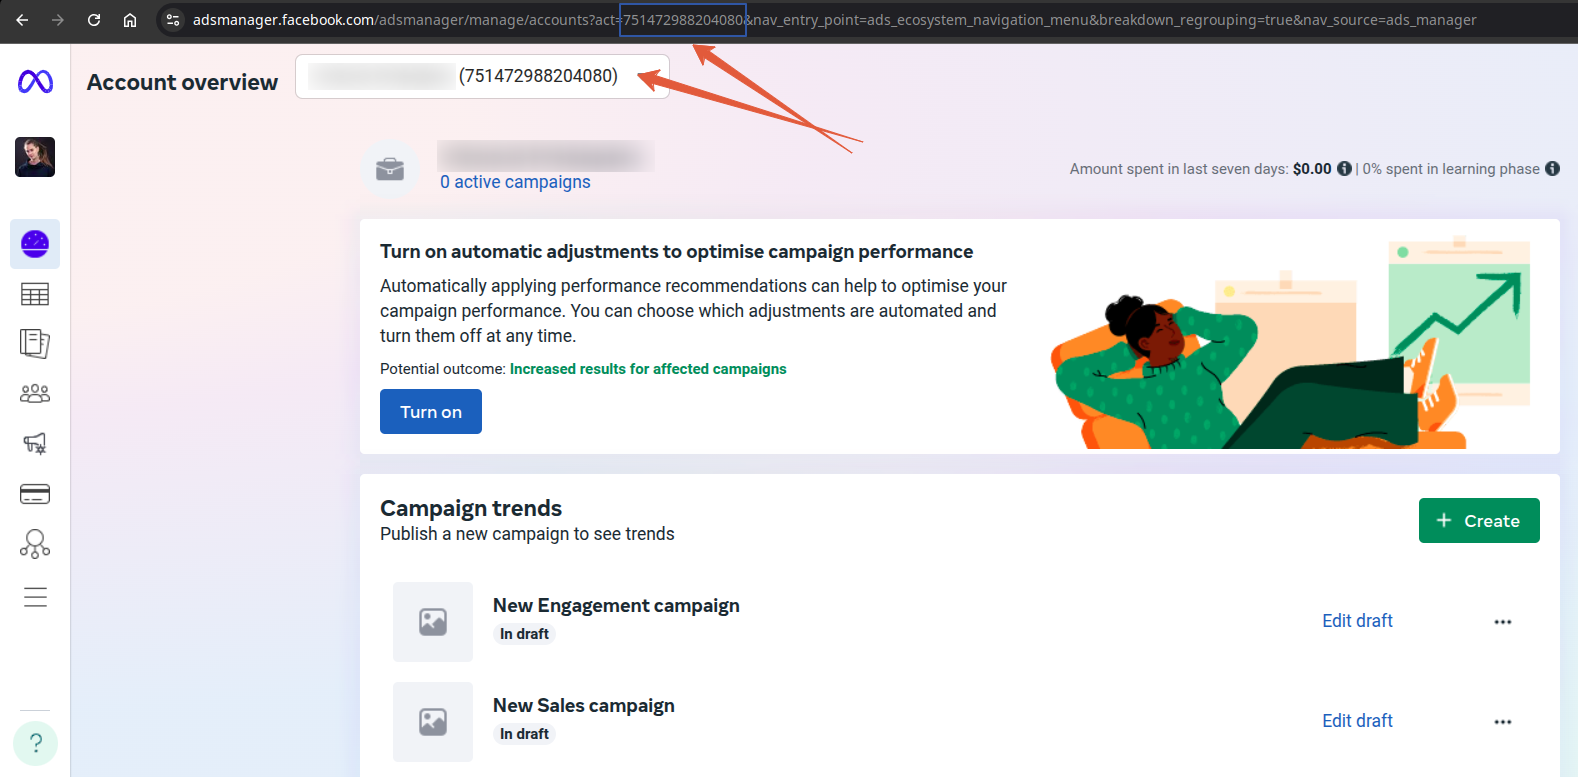 adsmanager.facebook.com/adsmanager/manage/accounts?act=751472988204080&nav_entry_point=ads_ecosystem_navigation_menu&breakdown_regrouping=true&nav_source=ads_manager
Account overview
(751472988204080)
0 active campaigns
Amount spent in last seven days: $0.00 | 0% spent in learning phase
Turn on automatic adjustments to optimise campaign performance
Automatically applying performance recommendations can help to optimise your
campaign performance. You can choose which adjustments are automated and
turn them off at any time.
Potential outcome: Increased results for affected campaigns
Turn on
Campaign trends
Publish a new campaign to see trends
+ Create
New Engagement campaign
In draft
Edit draft
New Sales campaign
In draft
Edit draft
?